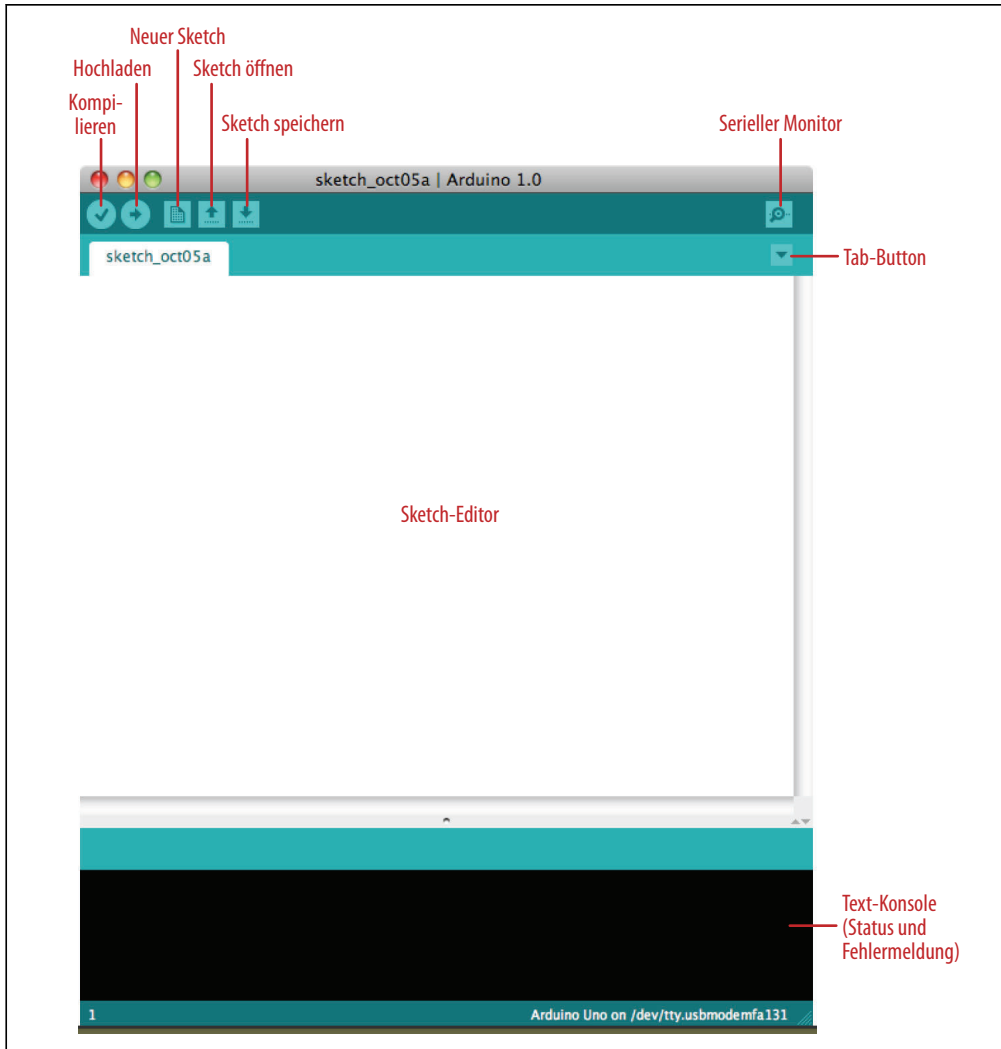 Neuer Sketch
Hochladen
Sketch öffnen
Kompi-
lieren
Sketch speichern
Serieller Monitor
sketch_oct05a | Arduino 1.0
sketch_oct05a
Tab-Button
Sketch-Editor
Text-Konsole
(Status und
Fehlermeldung)
1
Arduino Uno on /dev/tty.usbmodemfa131